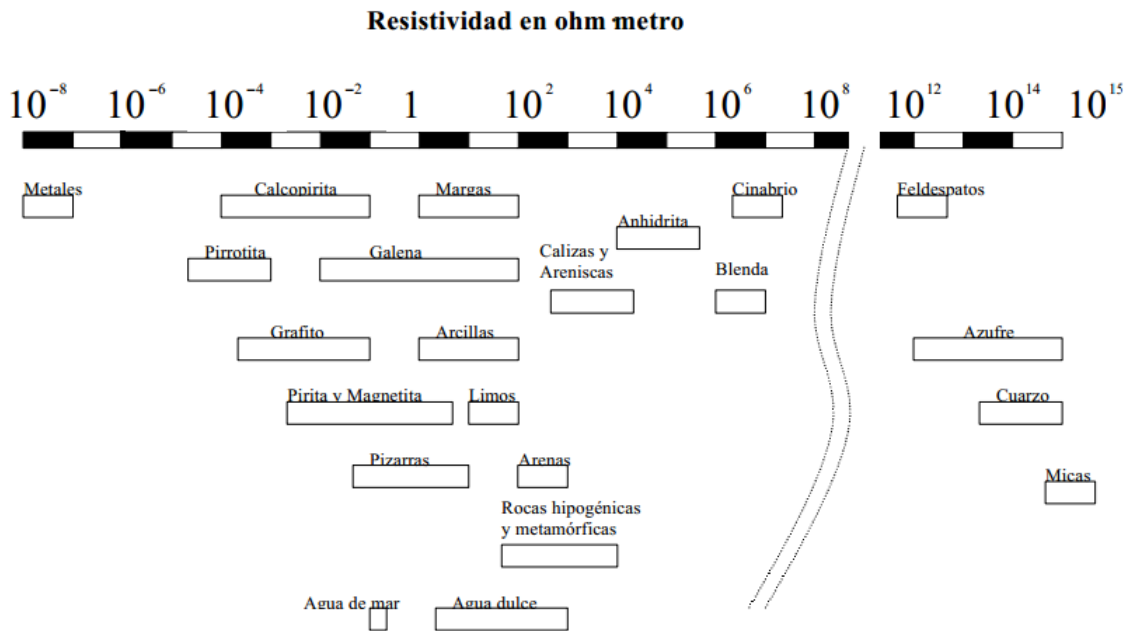 Resistividad en ohm metro
10⁻⁸ 10⁻⁶ 10⁻⁴ 10⁻² 1 10² 10⁴ 10⁶ 10⁸ 10¹² 10¹⁴ 10¹⁵
Metales Calcopirita Margas Cinabrio Feldespatos
Anhidrita
Pirrotita Galena Calizas y
Areniscas Blenda
Grafito Arcillas Azufre
Pirita y Magnetita Limos Cuarzo
Pizarras Arenas Micas
Rocas hipogénicas
y metamórficas
Agua de mar Agua dulce